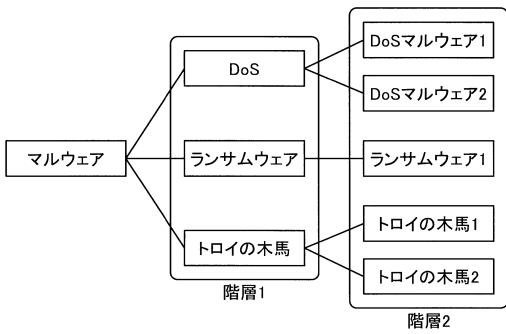 マルウェア
DoS
ランサムウェア
トロイの木馬
階層1
DoSマルウェア1
DoSマルウェア2
ランサムウェア1
トロイの木馬1
トロイの木馬2
階層2